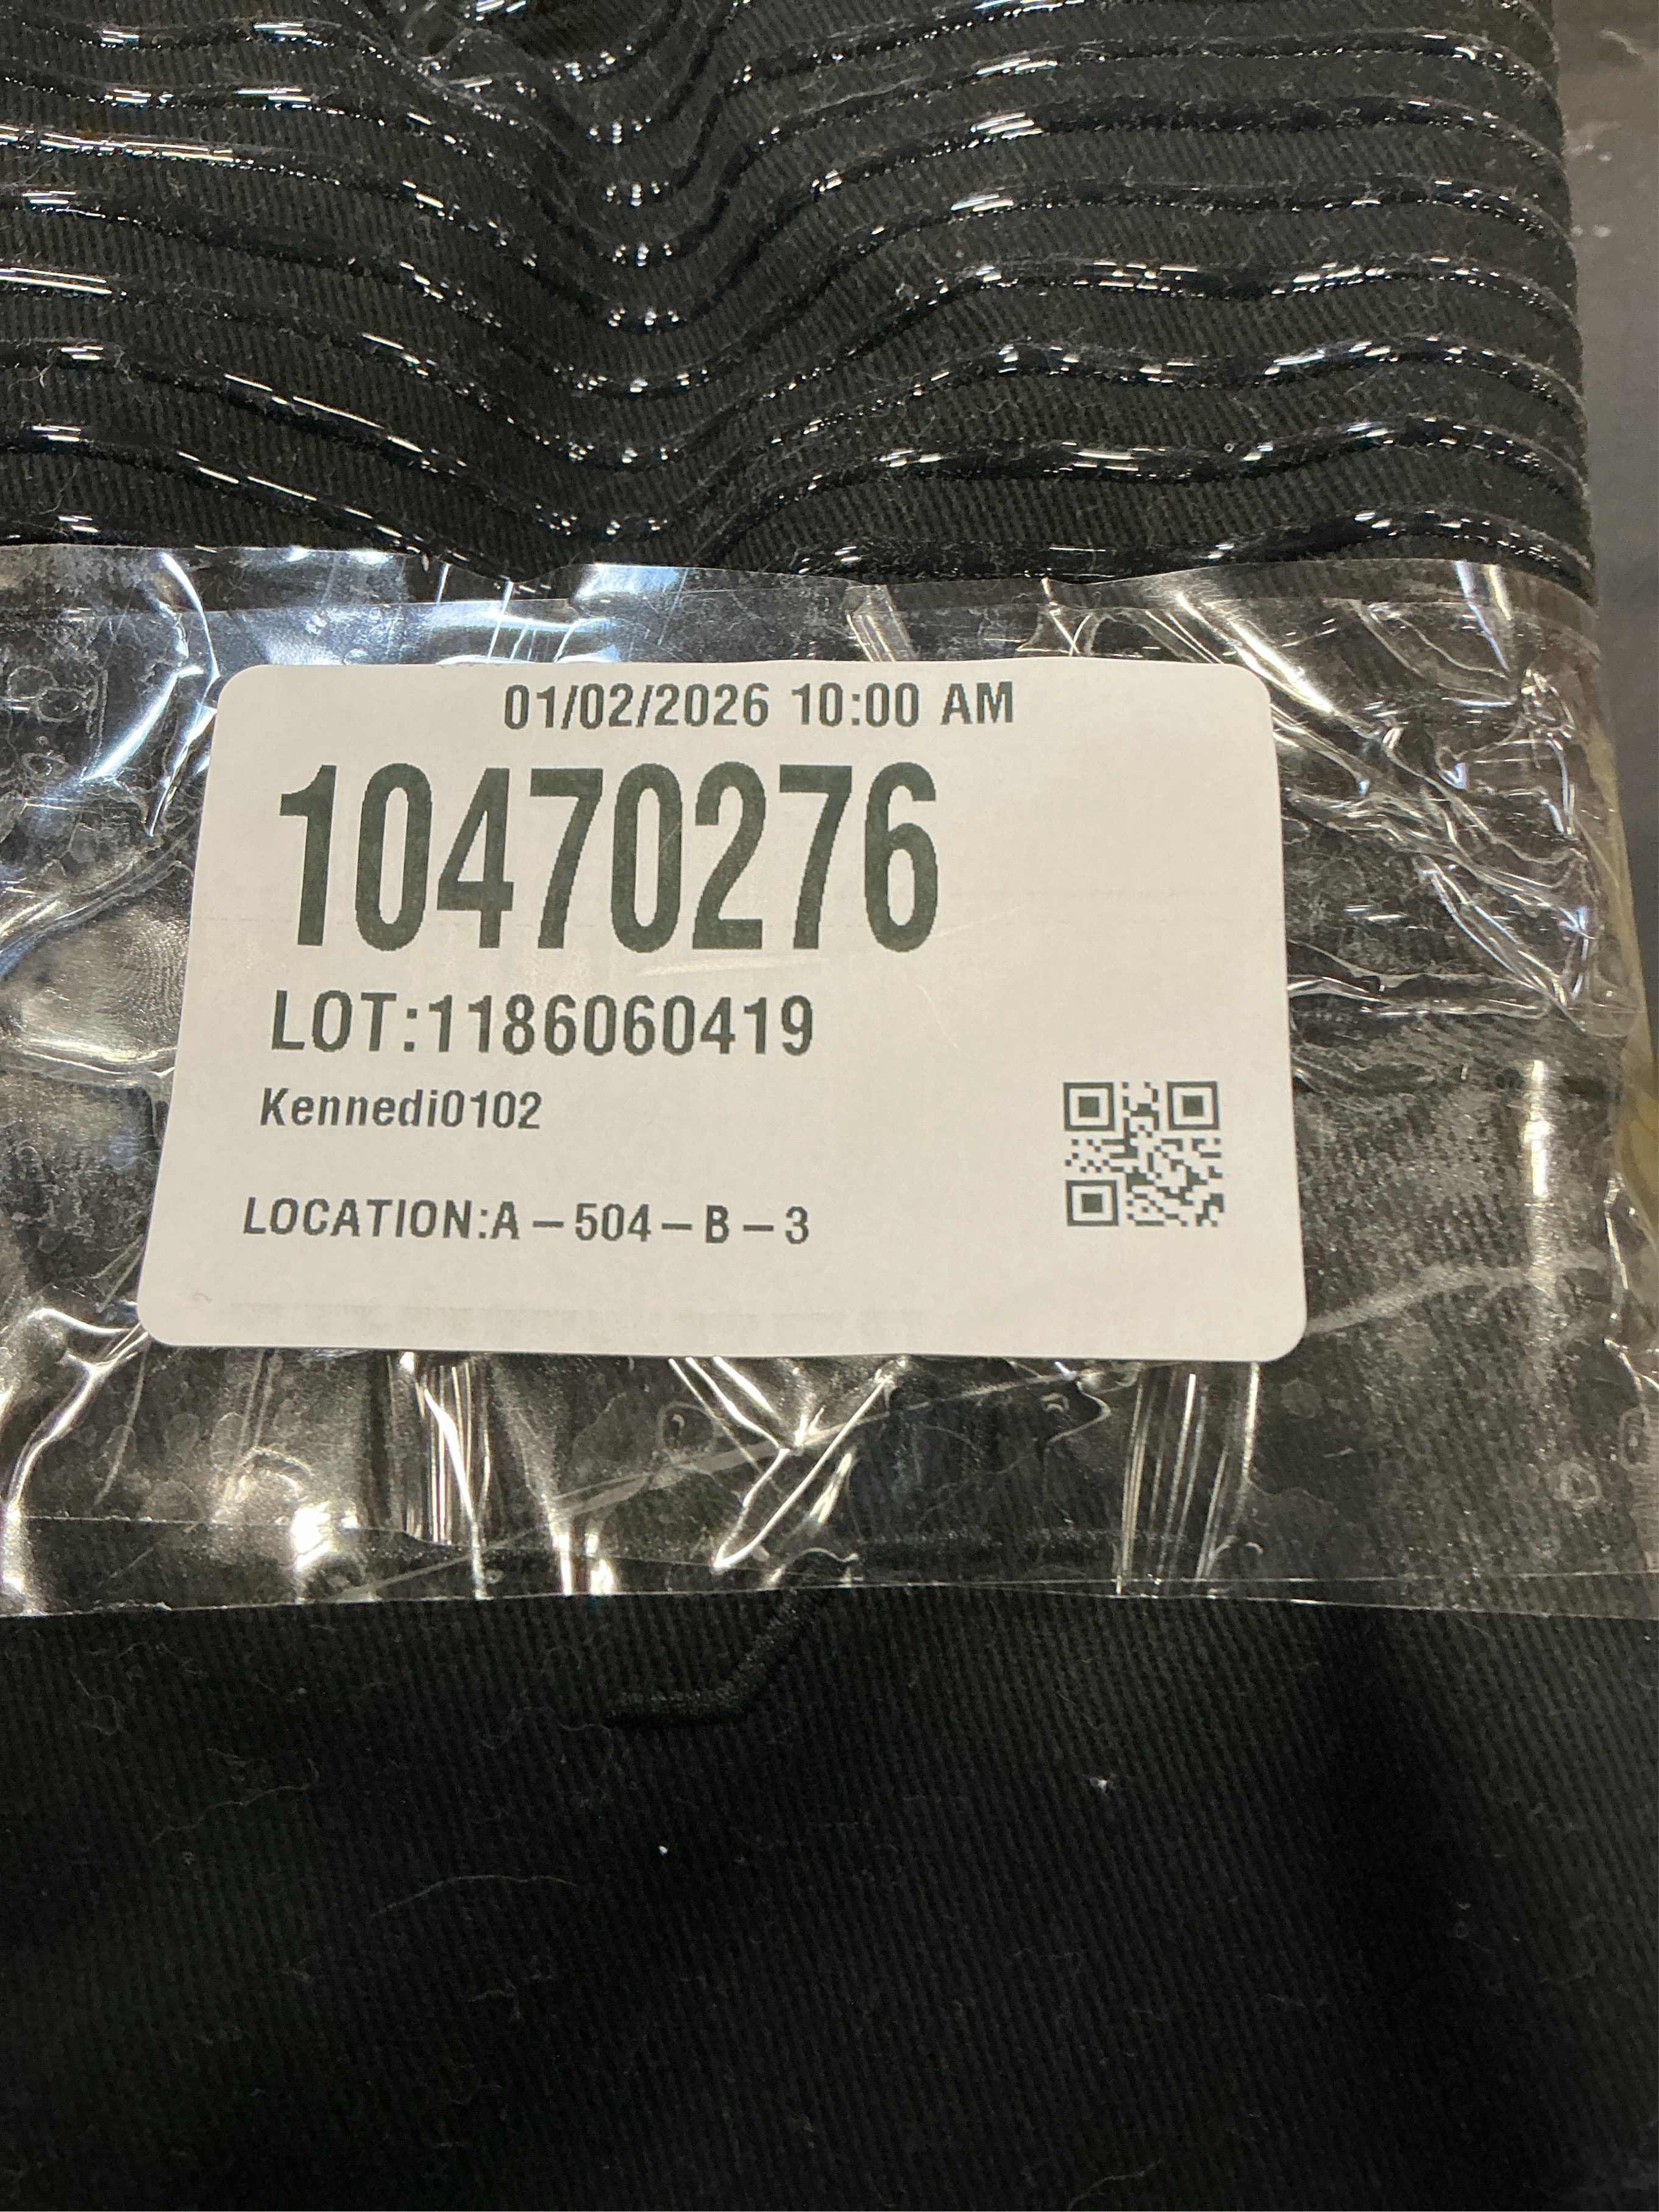 01/02/2026 10:00 AM
10470276
LOT:1186060419
Kennedi0102
LOCATION:A – 504 – B – 3